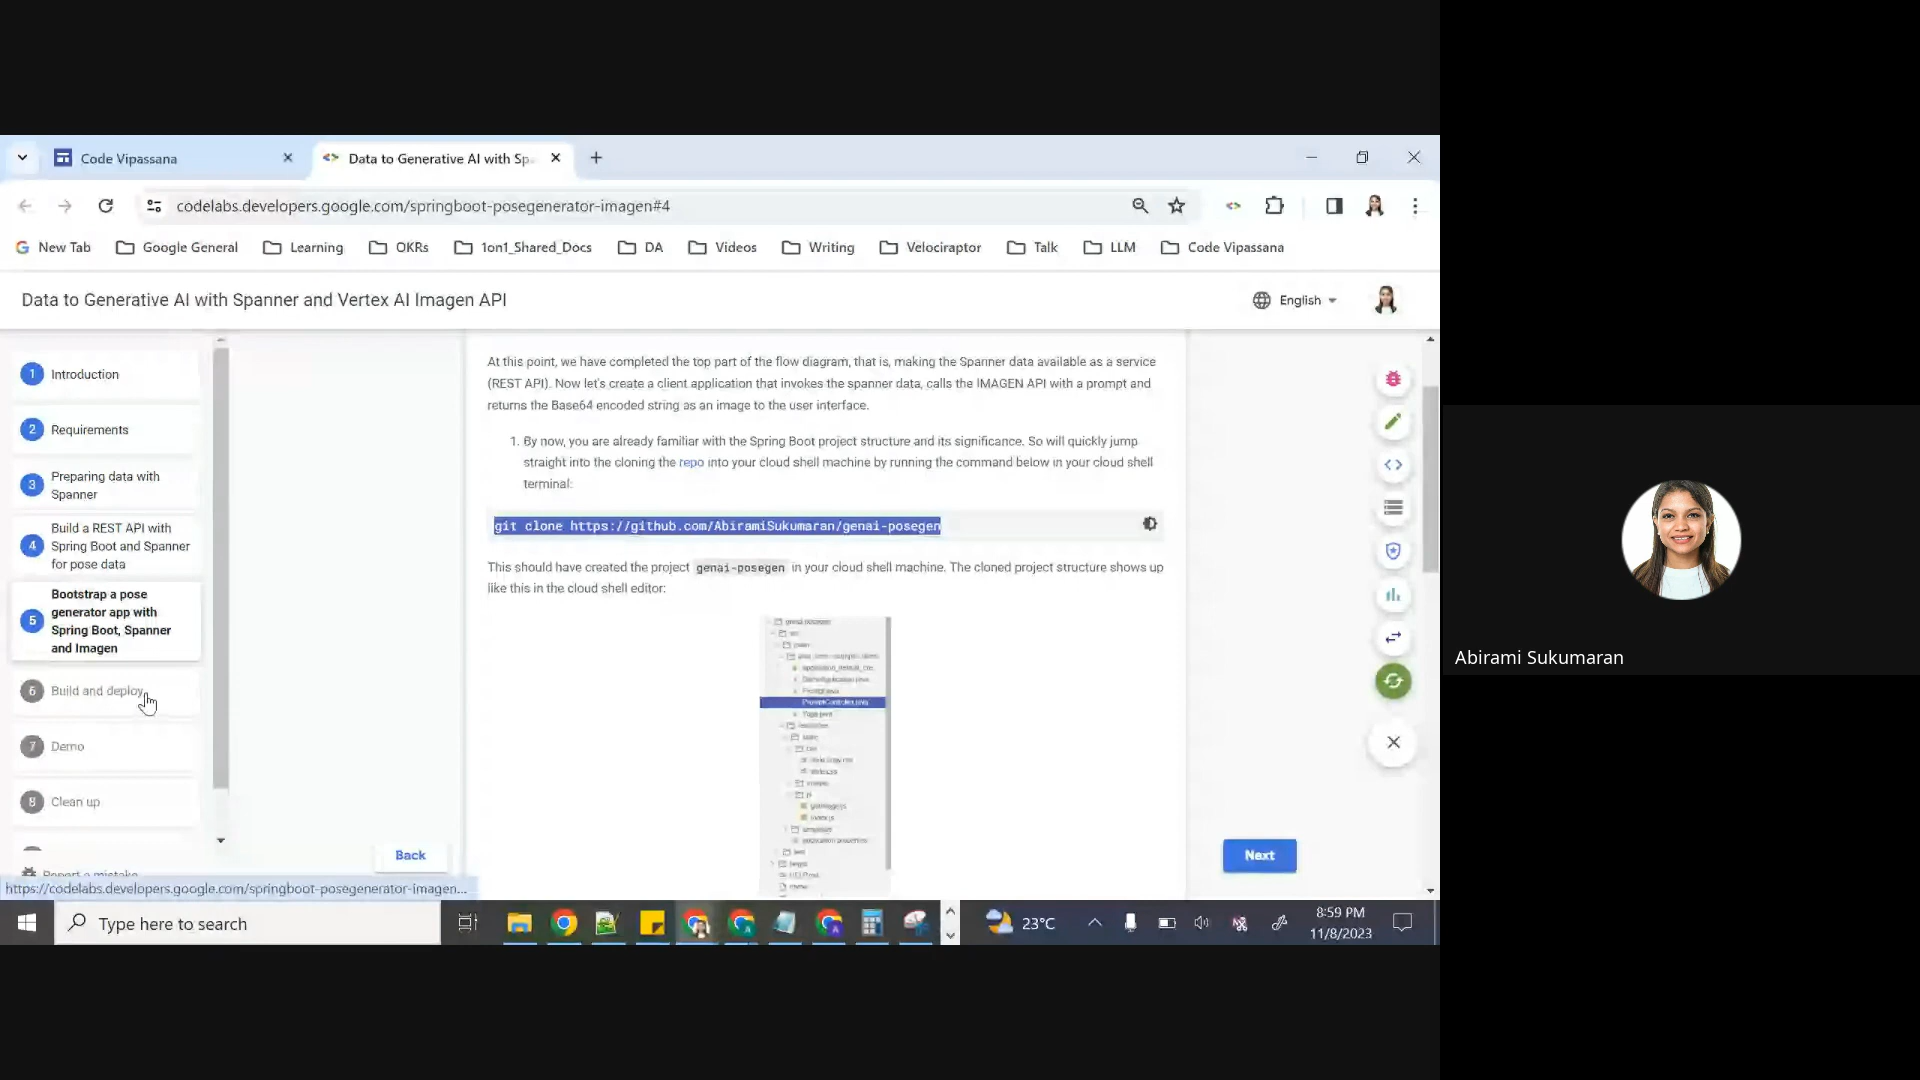 Code Vipassana
Data to Generative AI with Sp
codelabs.developers.google.com/springboot-posegenerator-imagen#4
New Tab
Google General
Learning
OKRs
1on1_Shared_Docs
DA
Videos
Writing
Velociraptor
Talk
LLM
Code Vipassana
Data to Generative AI with Spanner and Vertex AI Imagen API
English
1 Introduction
2 Requirements
3 Preparing data with
Spanner
4 Build a REST API with
Spring Boot and Spanner
for pose data
5 Bootstrap a pose
generator app with
Spring Boot, Spanner
and Imagen
6 Build and deploy
7 Demo
8 Clean up
Report a mistake
At this point, we have completed the top part of the flow diagram, that is, making the Spanner data available as a service
(REST API). Now let's create a client application that invokes the spanner data, calls the IMAGEN API with a prompt and
returns the Base64 encoded string as an image to the user interface.
1. By now, you are already familiar with the Spring Boot project structure and its significance. So will quickly jump
straight into the cloning the repo into your cloud shell machine by running the command below in your cloud shell
terminal:
git clone https://github.com/AbiramiSukumaran/genai-posegen
This should have created the project genai-posegen in your cloud shell machine. The cloned project structure shows up
like this in the cloud shell editor:
Back
Next
https://codelabs.developers.google.com/springboot-posegenerator-imagen...
Type here to search
23°C
8:59 PM
11/8/2023
Abirami Sukumaran